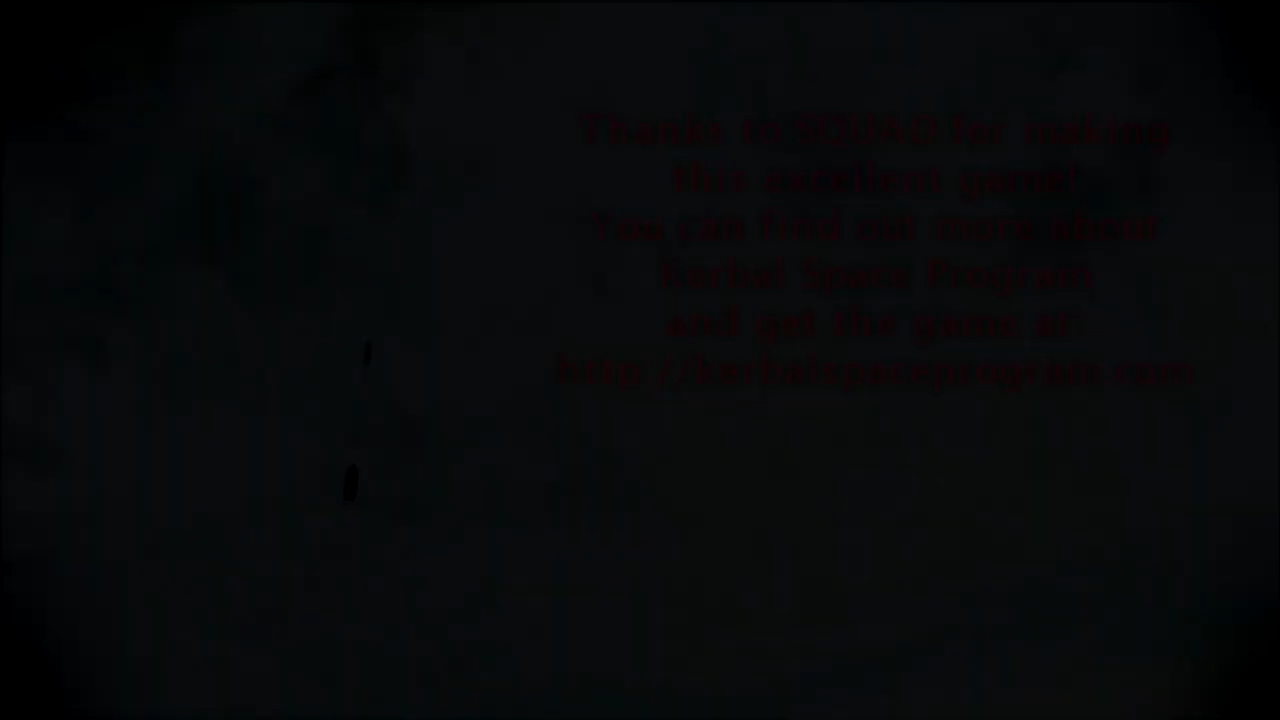 Thanks to SQUAD for making
this excellent game!
You can find out more about
Kerbal Space Program
and get the game at:
http://kerbalspaceprogram.com